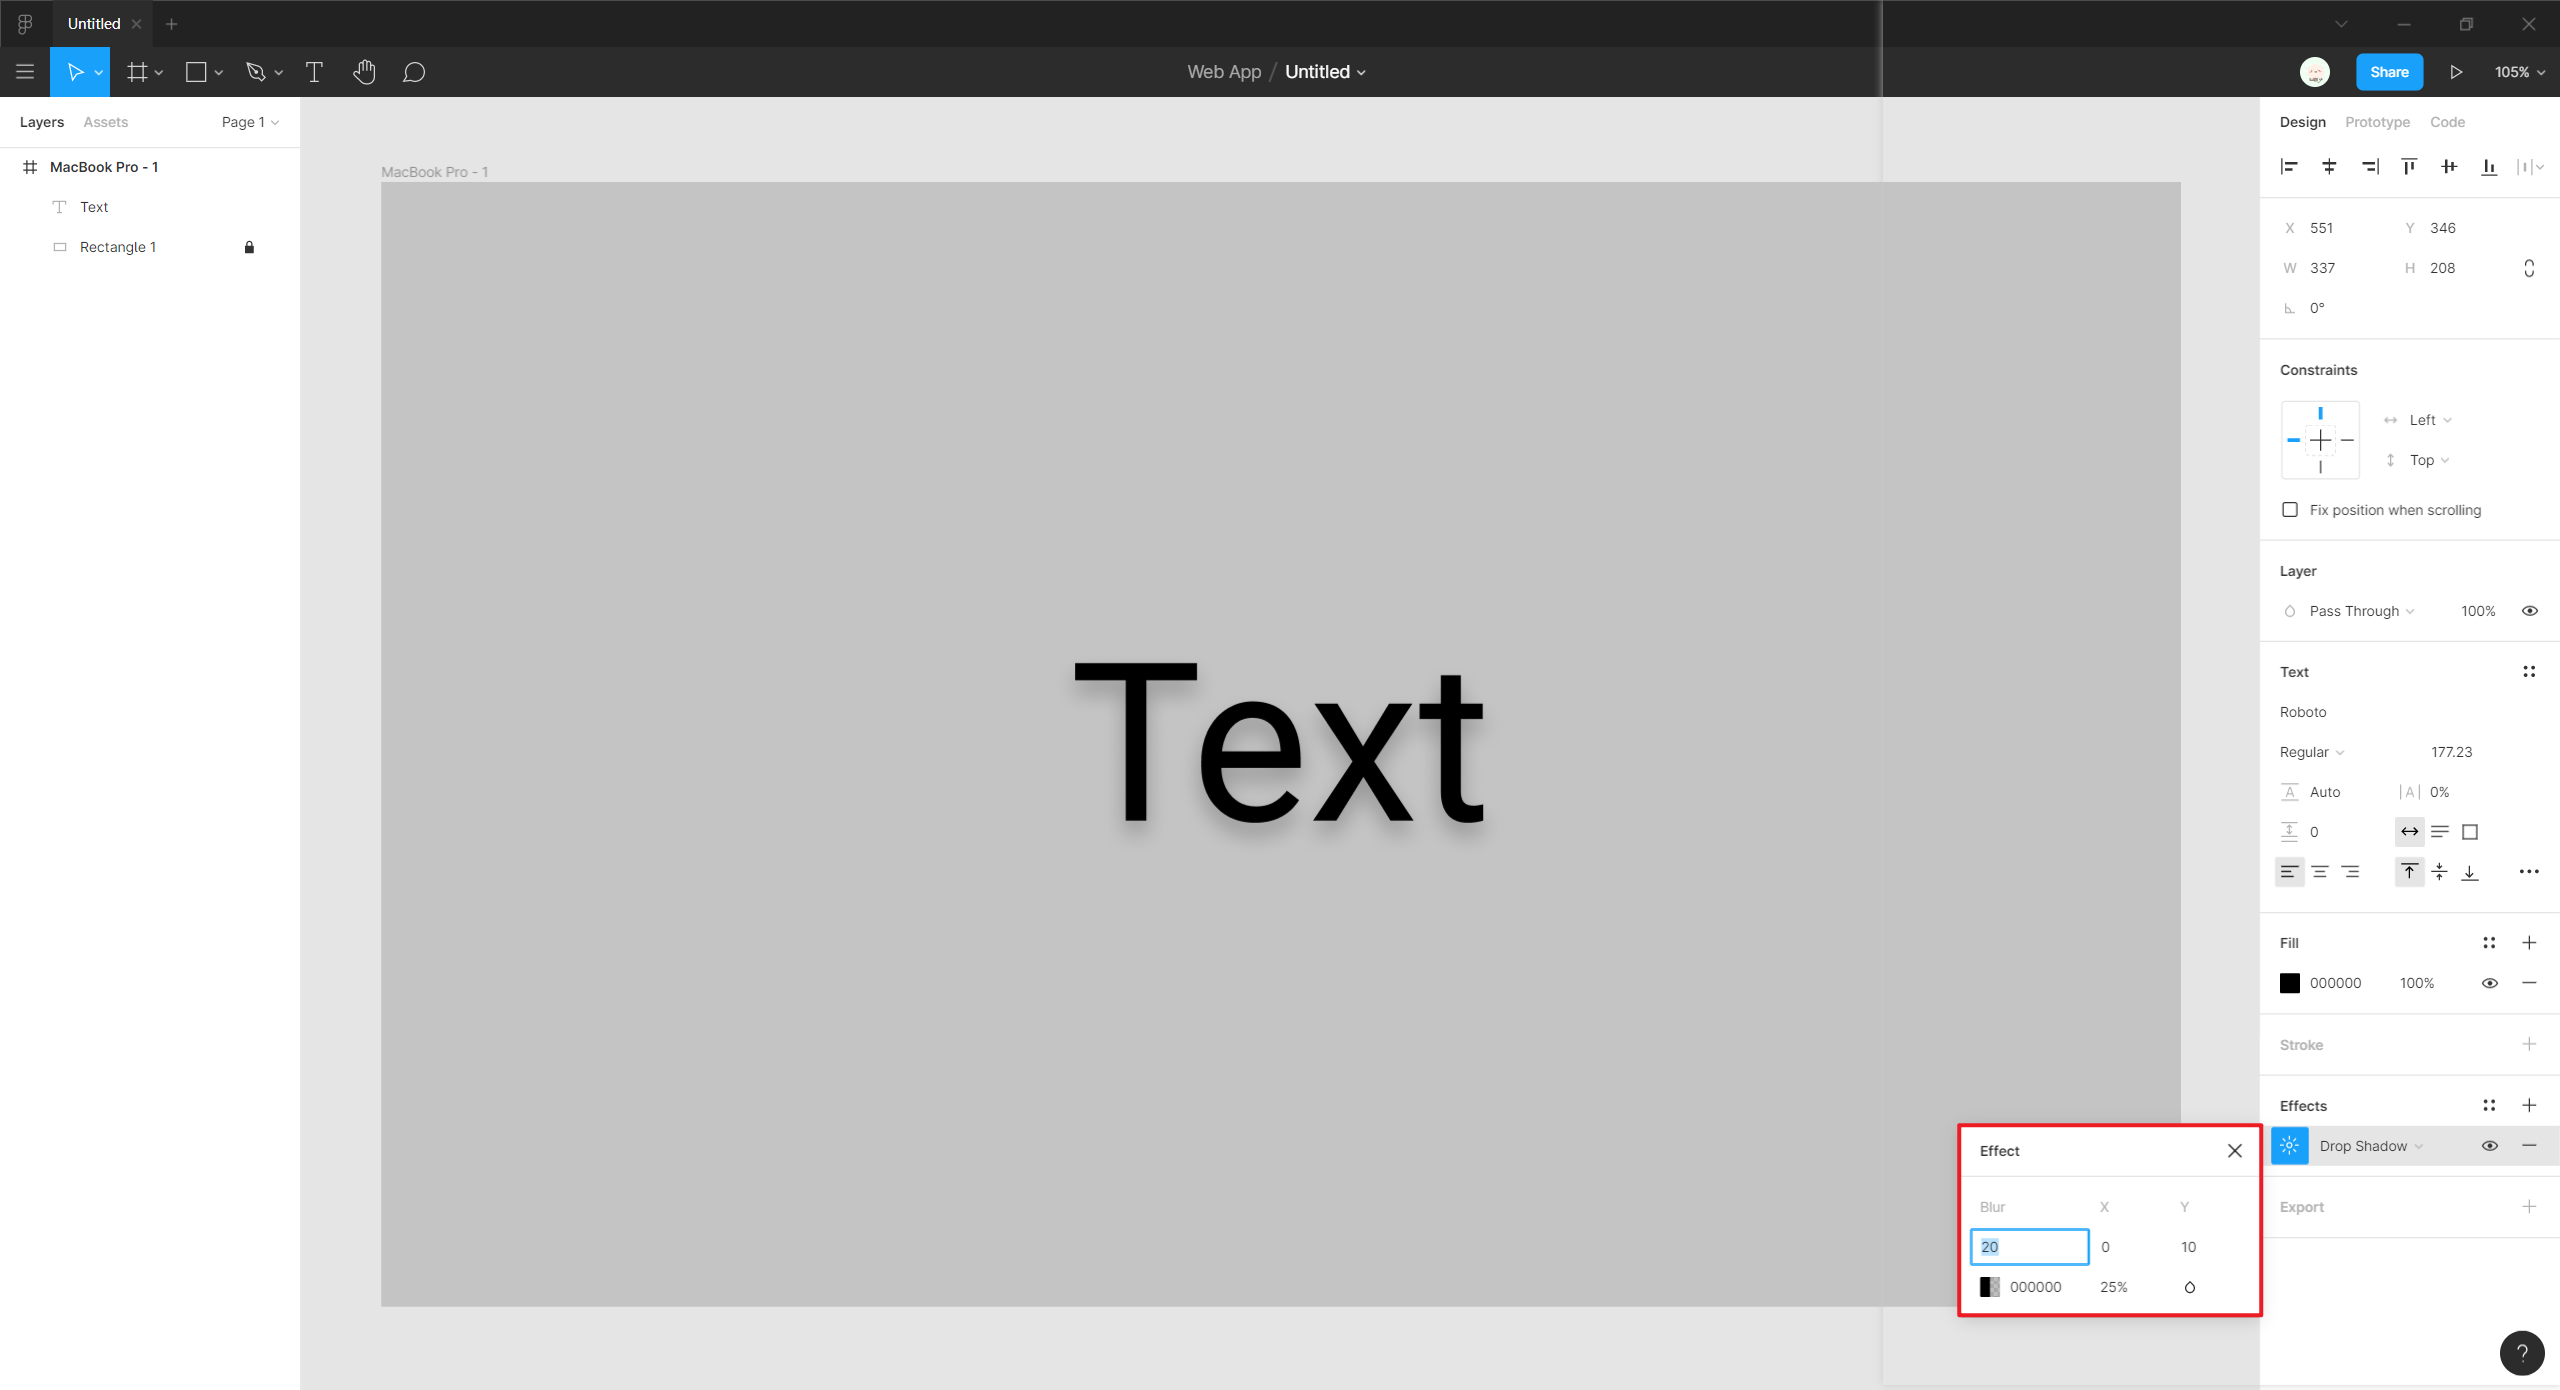 Untitled
Web App / Untitled
Share
105%
Layers Assets Page 1
MacBook Pro - 1
Text
Rectangle 1
MacBook Pro - 1
Text
Design Prototype Code
X 551 Y 346
W 337 H 208
0°
Constraints
Left
Top
Fix position when scrolling
Layer
Pass Through 100%
Text
Roboto
Regular 177.23
A Auto |A| 0%
0
Fill
000000 100%
Stroke
Effects
Drop Shadow
Export
Effect
Blur X Y
20 0 10
000000 25%
?